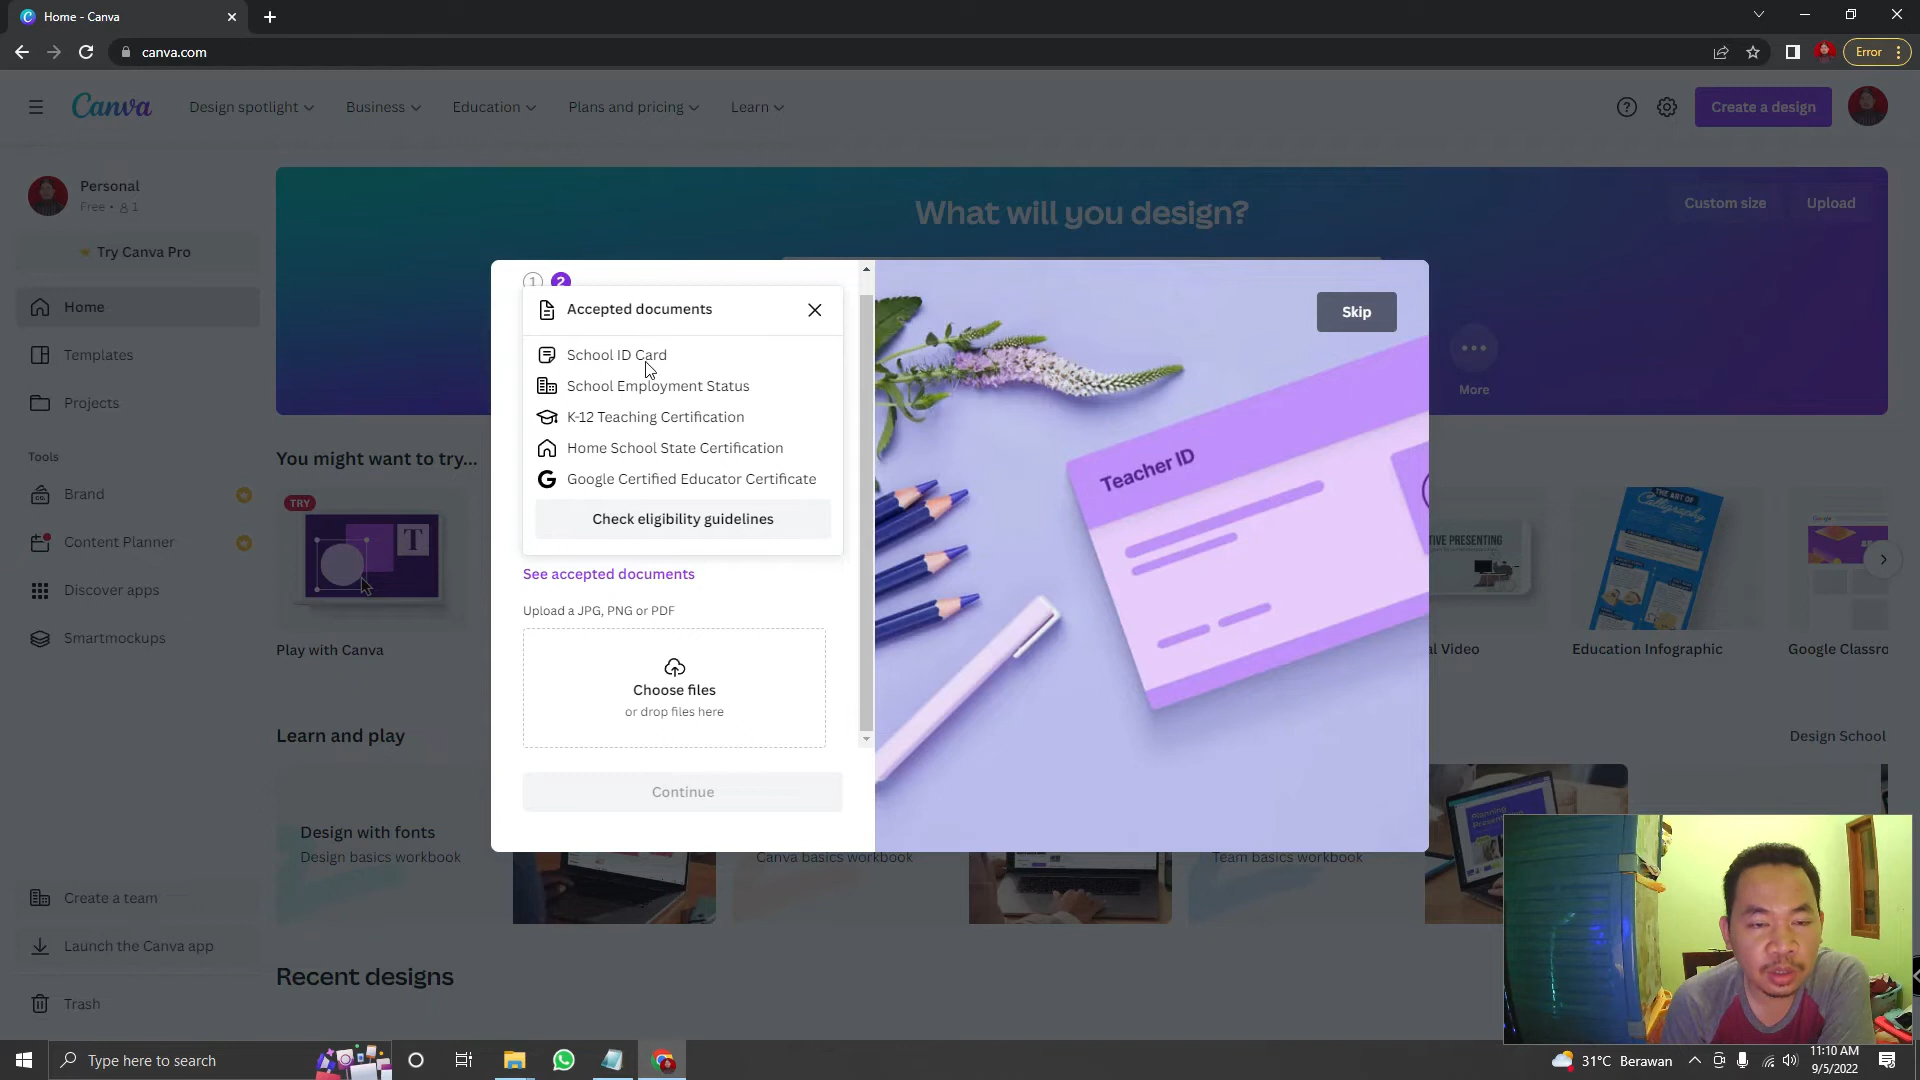 Home - Canva
canva.com
Error
Canva
Design spotlight
Business
Education
Plans and pricing
Learn
Create a design
Personal
Free • 1
Try Canva Pro
Home
Templates
Projects
Tools
Brand
Content Planner
Discover apps
Smartmockups
Create a team
Launch the Canva app
Trash
What will you design?
Custom size
Upload
More
1 2
Accepted documents
School ID Card
School Employment Status
K-12 Teaching Certification
Home School State Certification
Google Certified Educator Certificate
Check eligibility guidelines
See accepted documents
Upload a JPG, PNG or PDF
Choose files
or drop files here
Continue
Skip
Teacher ID
You might want to try...
TRY
T
Play with Canva
THE ART OF
Calligraphy
PRESENTING
al Video
Education Infographic
Google Classro
Learn and play
Design School
Design with fonts
Design basics workbook
Canva basics workbook
Team basics workbook
Recent designs
Type here to search
31°C Berawan
11:10 AM
9/5/2022